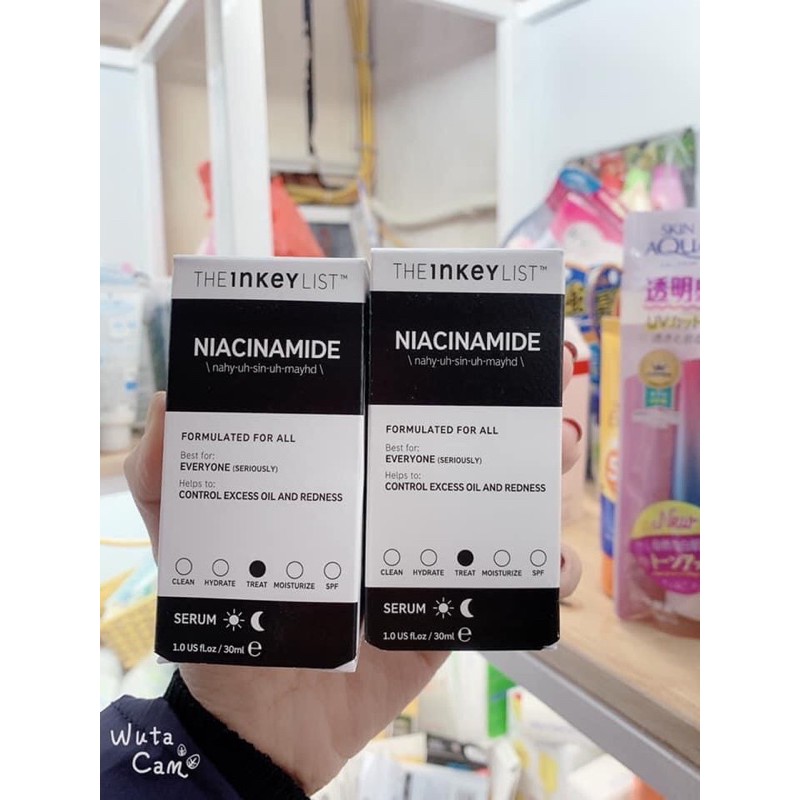 THE INKEY LIST™
NIACINAMIDE
\ nahy-uh-sin-uh-mayhd \
FORMULATED FOR ALL
Best for:
EVERYONE (SERIOUSLY)
Helps to:
CONTROL EXCESS OIL AND REDNESS
CLEAN HYDRATE TREAT MOISTURIZE SPF
SERUM
1.0 US fl.oz / 30ml ℮
THE INKEY LIST™
NIACINAMIDE
\ nahy-uh-sin-uh-mayhd \
FORMULATED FOR ALL
Best for:
EVERYONE (SERIOUSLY)
Helps to:
CONTROL EXCESS OIL AND REDNESS
CLEAN HYDRATE TREAT MOISTURIZE SPF
SERUM
1.0 US fl.oz / 30ml ℮
SKIN
AQUA
透明
UVカット
New
Wuta
Cam